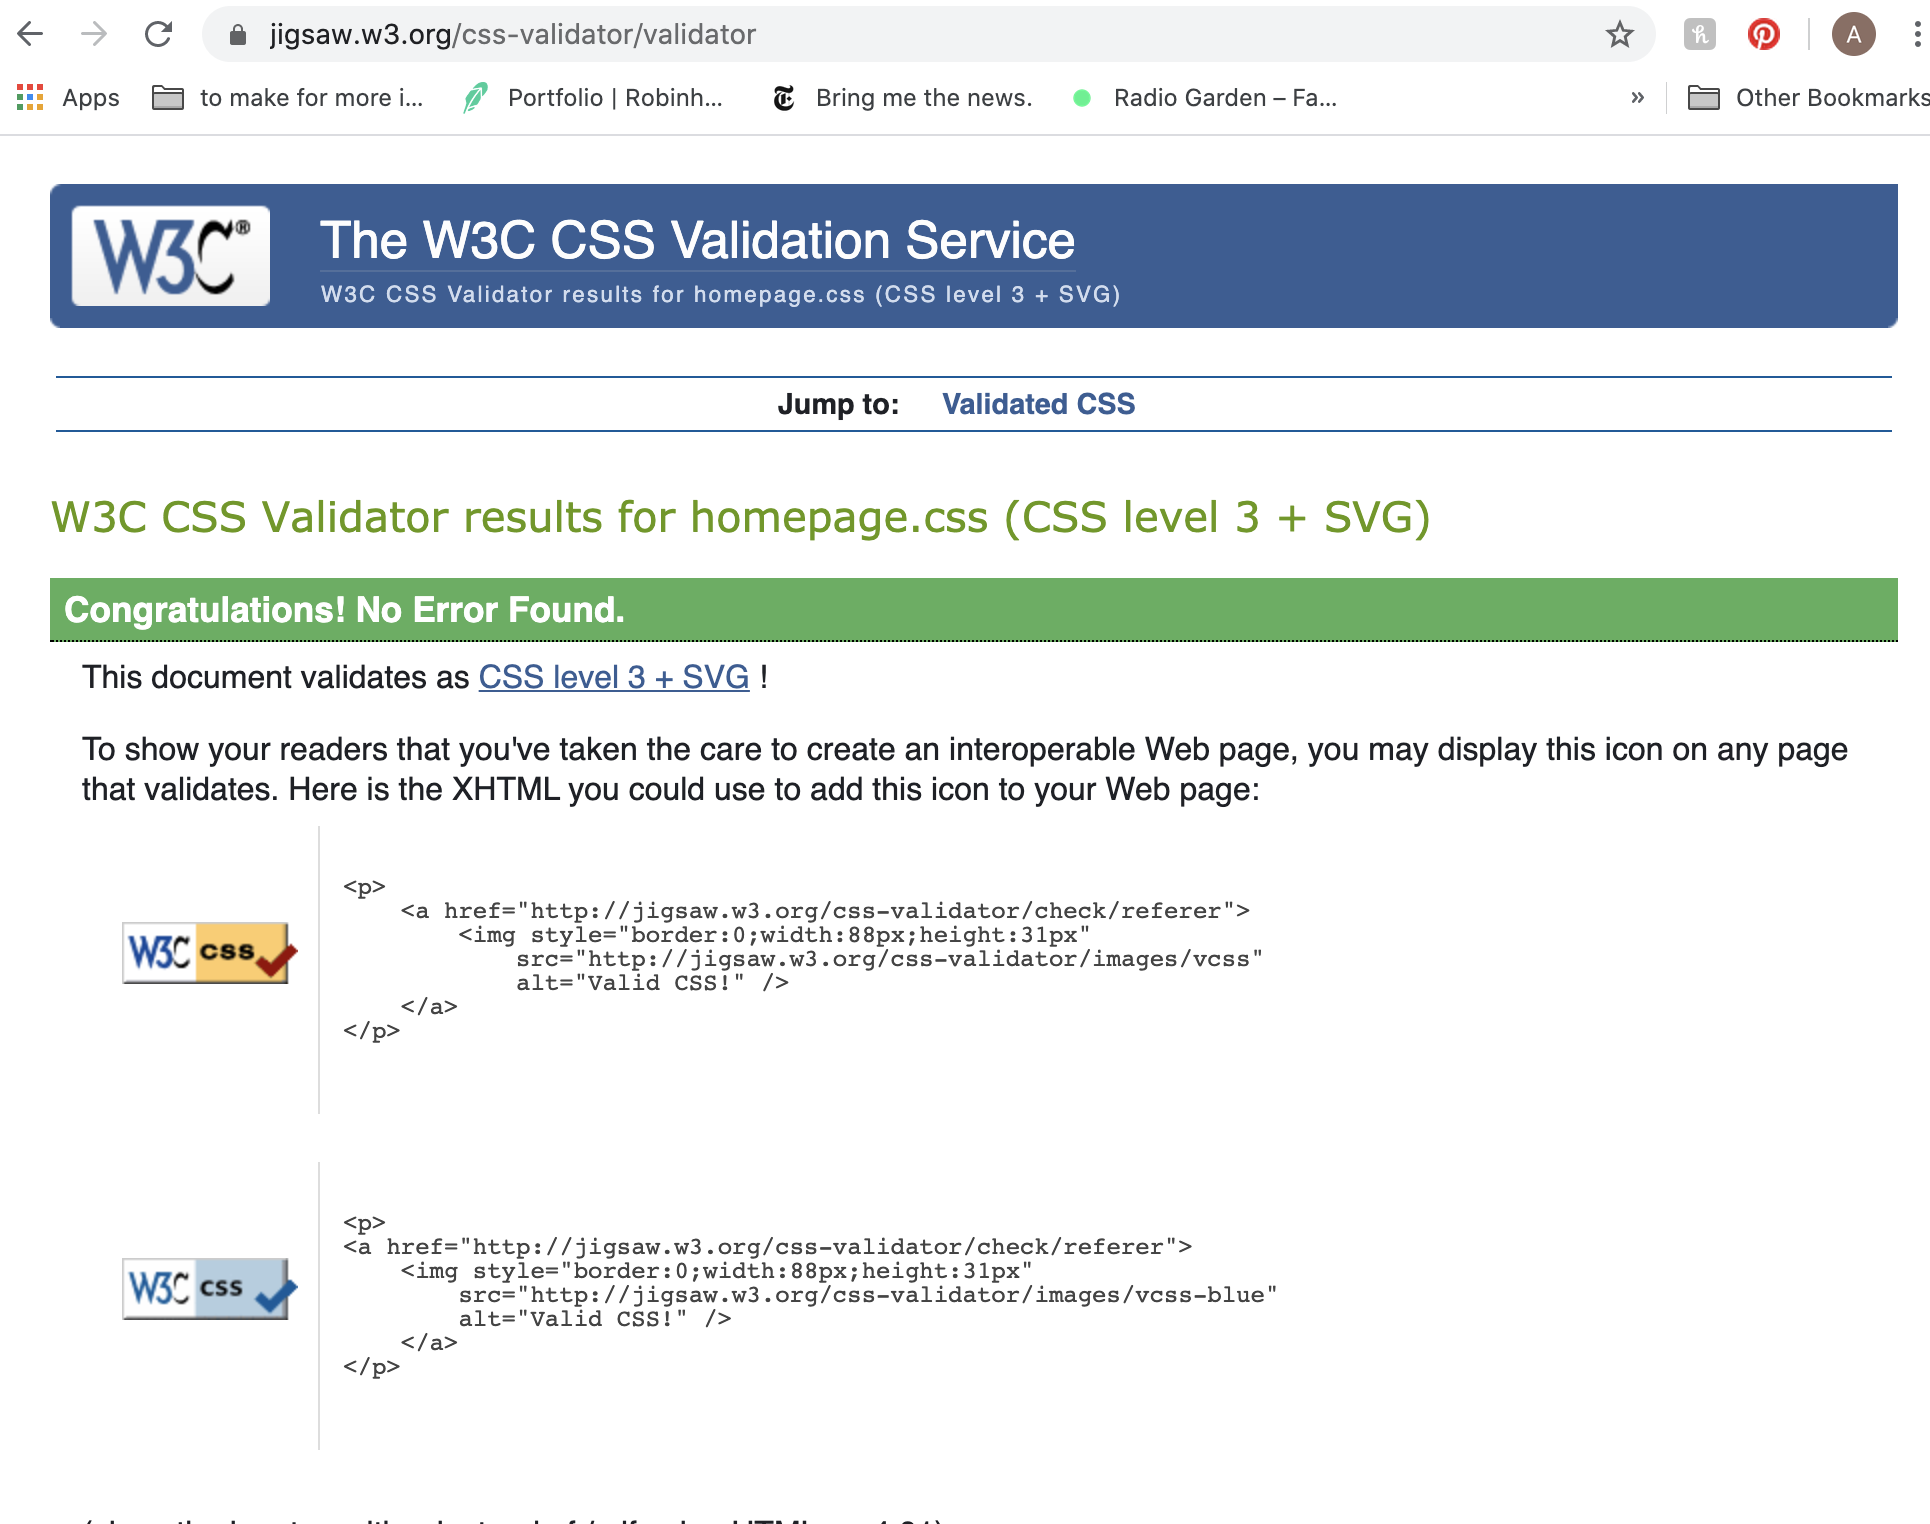 jigsaw.w3.org/css-validator/validator
A
Apps
to make for more i...
Portfolio | Robinh...
Bring me the news.
Radio Garden – Fa...
»
Other Bookmarks
W3C®
The W3C CSS Validation Service
W3C CSS Validator results for homepage.css (CSS level 3 + SVG)
Jump to: Validated CSS
W3C CSS Validator results for homepage.css (CSS level 3 + SVG)
Congratulations! No Error Found.
This document validates as CSS level 3 + SVG !
To show your readers that you've taken the care to create an interoperable Web page, you may display this icon on any page
that validates. Here is the XHTML you could use to add this icon to your Web page:
W3C css
<p>
<a href="http://jigsaw.w3.org/css-validator/check/referer">
<img style="border:0;width:88px;height:31px"
src="http://jigsaw.w3.org/css-validator/images/vcss"
alt="Valid CSS!" />
</a>
</p>
W3C css
<p>
<a href="http://jigsaw.w3.org/css-validator/check/referer">
<img style="border:0;width:88px;height:31px"
src="http://jigsaw.w3.org/css-validator/images/vcss-blue"
alt="Valid CSS!" />
</a>
</p>